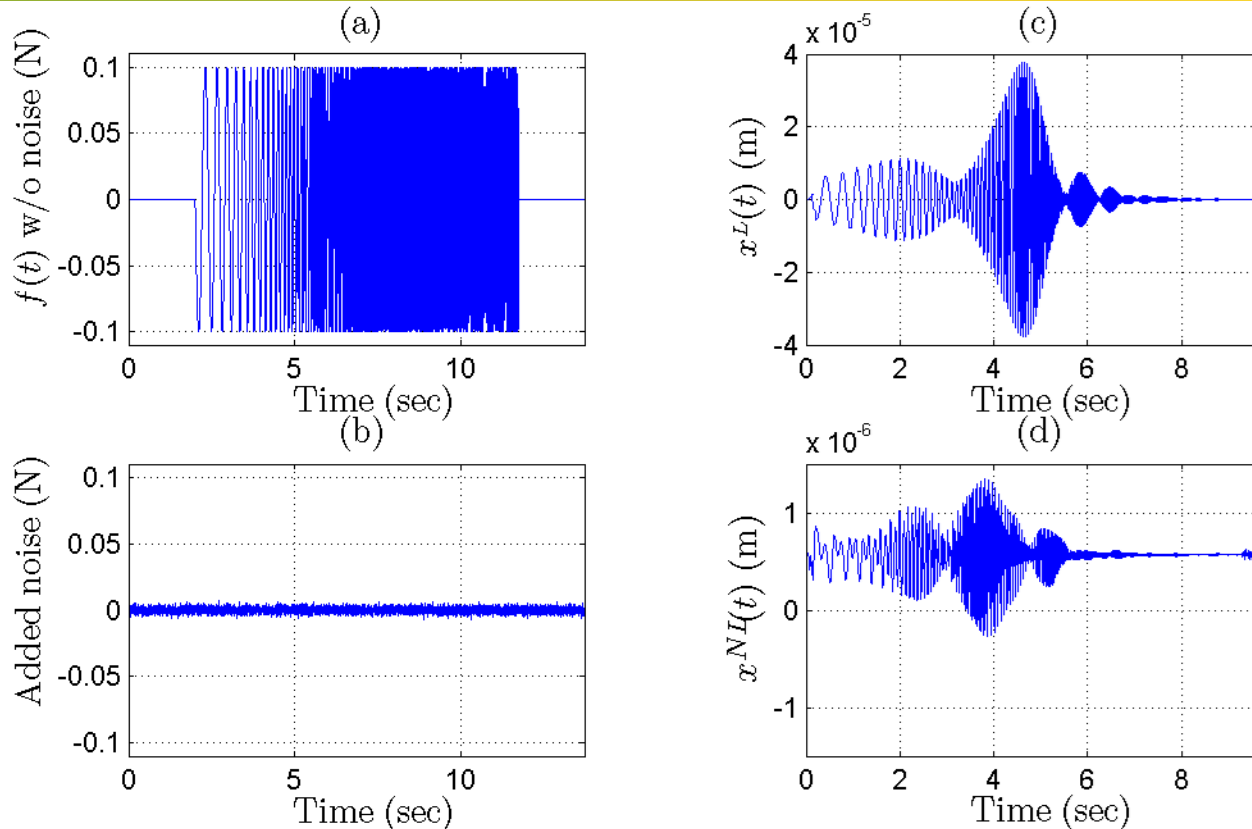 (a)
f(t) w/o noise (N)
0.1
0.05
0
-0.05
-0.1
0 5 10
Time (sec)
(b)
Added noise (N)
0.1
0.05
0
-0.05
-0.1
0 5 10
Time (sec)
(c)
x 10^-5
x^L(t) (m)
4
2
0
-2
-4
0 2 4 6 8
Time (sec)
(d)
x 10^-6
x^NL(t) (m)
1
0
-1
0 2 4 6 8
Time (sec)